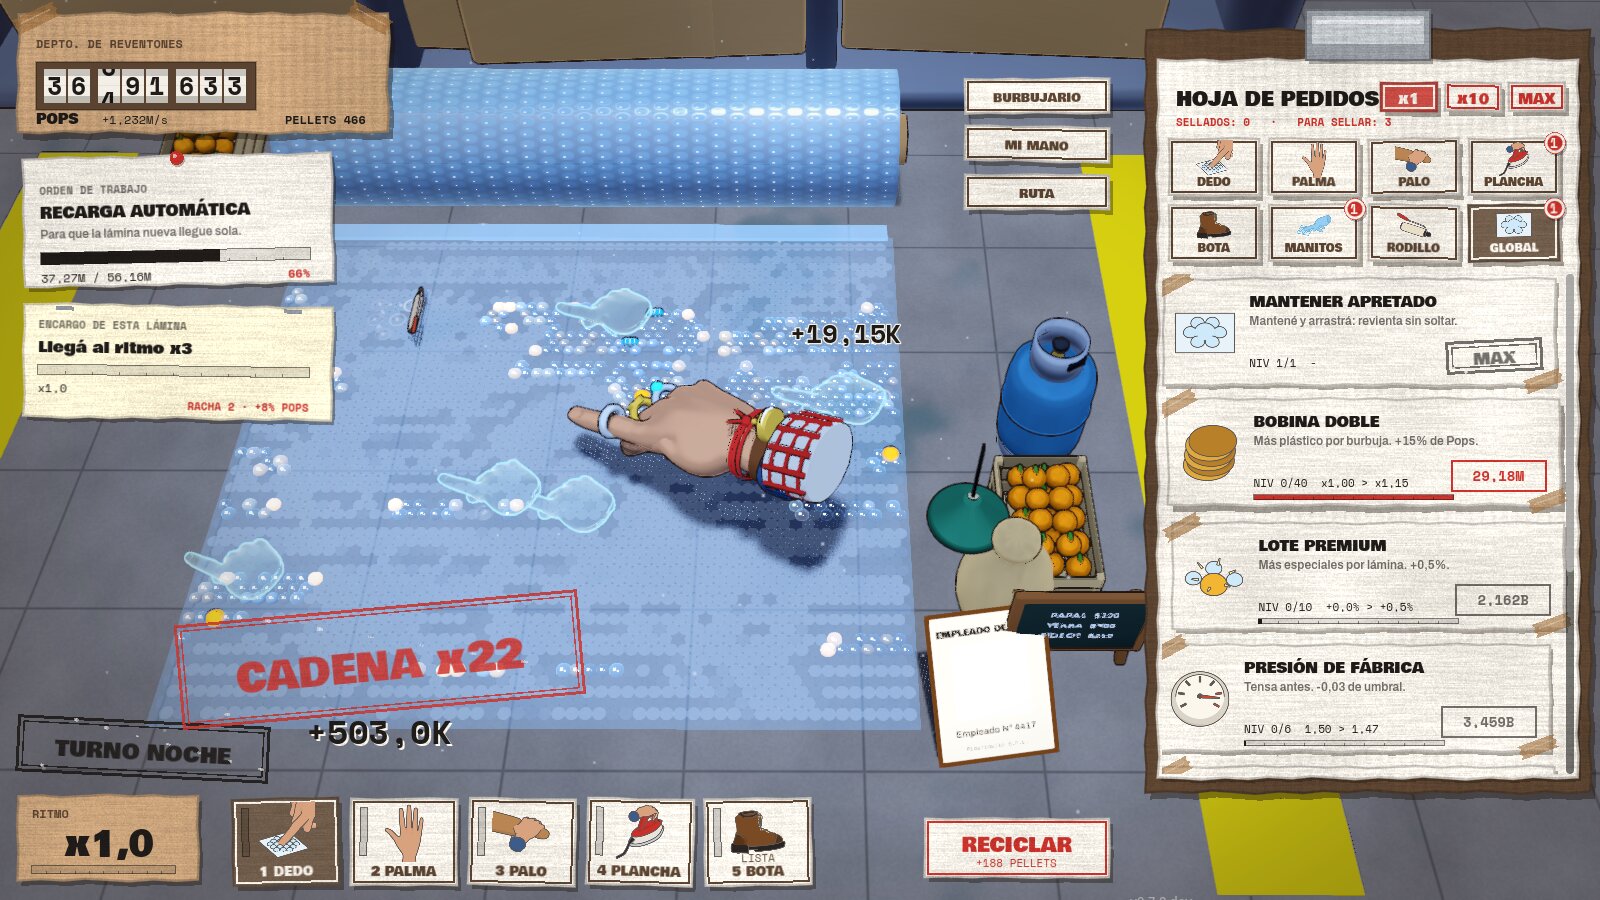 DEPTO. DE REVENTONES
36 491 633
POPS +1,232M/s PELLETS 466
ORDEN DE TRABAJO
RECARGA AUTOMÁTICA
Para que la lámina nueva llegue sola.
37,27M / 56,16M 66%
ENCARGO DE ESTA LÁMINA
Llegá al ritmo x3
x1,0
RACHA 2 · +8% POPS
BURBUJARIO
MI MANO
RUTA
+19,15K
CADENA x22
+503,0K
TURNO NOCHE
RITMO
x1,0
1 DEDO
2 PALMA
3 PALO
4 PLANCHA
LISTA
5 BOTA
EMPLEADO DE
Empleado N° 4417
RECICLAR
+188 PELLETS
HOJA DE PEDIDOS x1 x10 MAX
SELLADOS: 0 · PARA SELLAR: 3
DEDO PALMA PALO PLANCHA 1
BOTA MANITOS 1 RODILLO GLOBAL 1
MANTENER APRETADO
Mantené y arrastrá: revienta sin soltar.
NIV 1/1 -
MAX
BOBINA DOBLE
Más plástico por burbuja. +15% de Pops.
NIV 0/40 x1,00 > x1,15
29,18M
LOTE PREMIUM
Más especiales por lámina. +0,5%.
NIV 0/10 +0,0% > +0,5%
2,162B
PRESIÓN DE FÁBRICA
Tensa antes. -0,03 de umbral.
NIV 0/6 1,50 > 1,47
3,459B